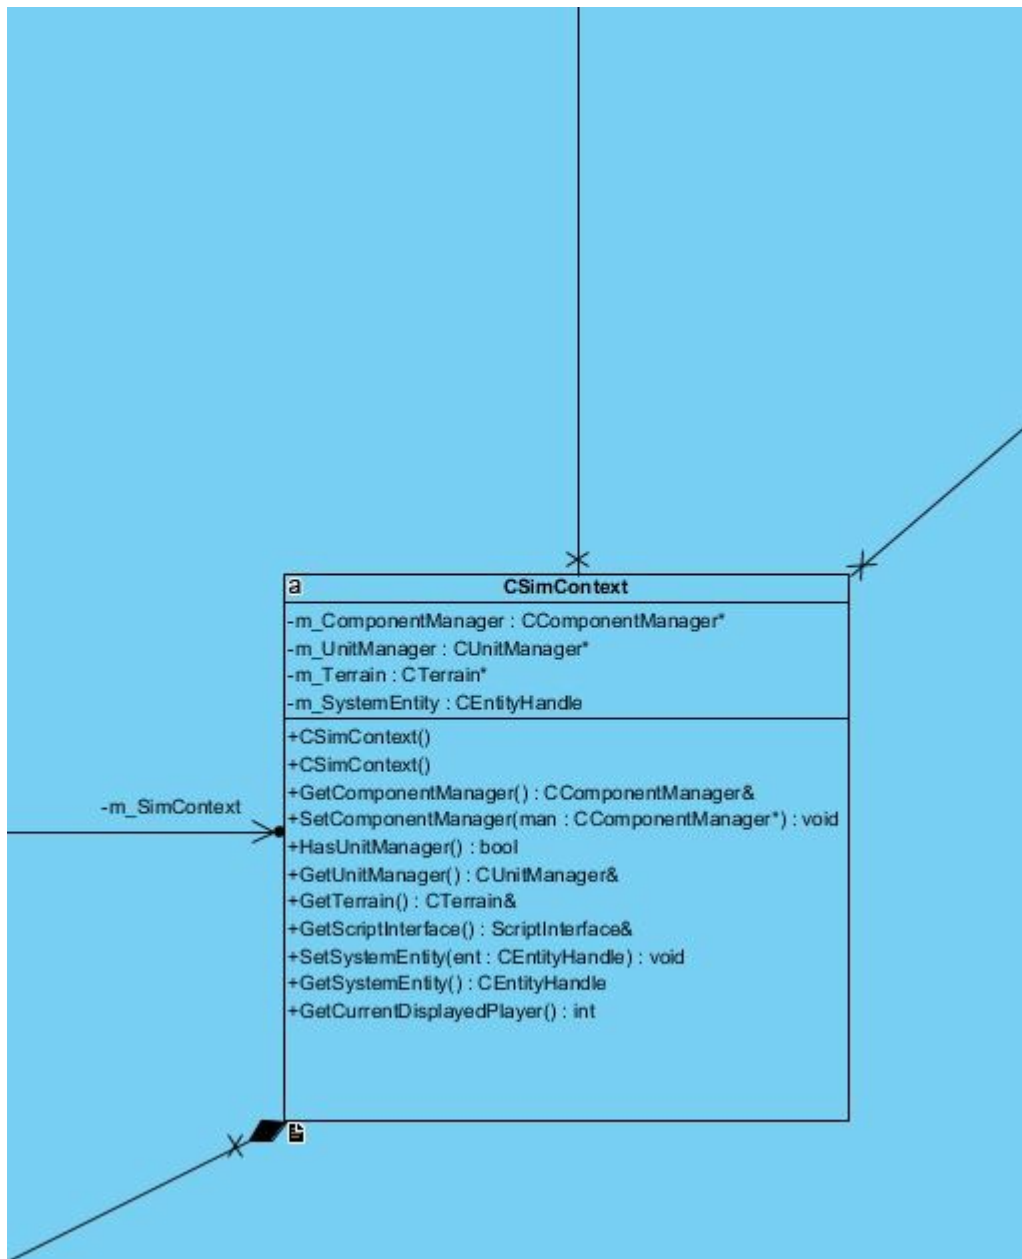 a
CSimContext
-m_ComponentManager : CComponentManager*
-m_UnitManager : CUnitManager*
-m_Terrain : CTerrain*
-m_SystemEntity : CEntityHandle
+CSimContext()
+CSimContext()
+GetComponentManager() : CComponentManager&
-m_SimContext
+SetComponentManager(man : CComponentManager*) : void
+HasUnitManager() : bool
+GetUnitManager() : CUnitManager&
+GetTerrain() : CTerrain&
+GetScriptInterface() : ScriptInterface&
+SetSystemEntity(ent : CEntityHandle) : void
+GetSystemEntity() : CEntityHandle
+GetCurrentDisplayedPlayer() : int